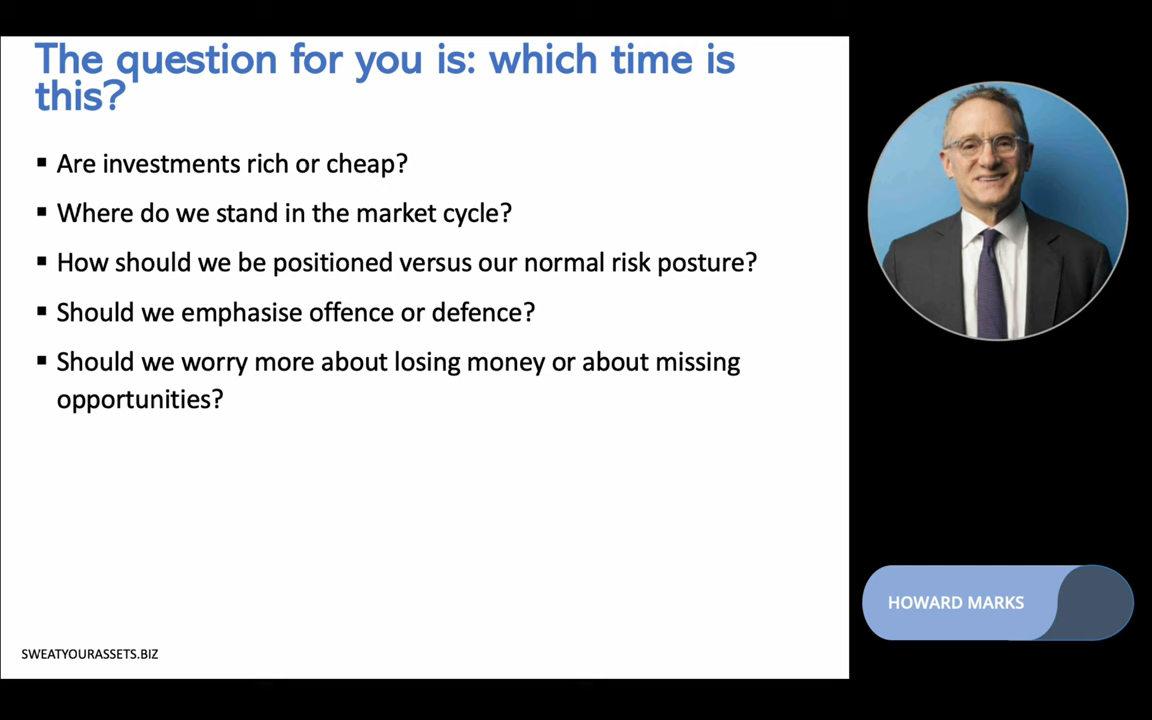 The question for you is: which time is
this?
▪ Are investments rich or cheap?
▪ Where do we stand in the market cycle?
▪ How should we be positioned versus our normal risk posture?
▪ Should we emphasise offence or defence?
▪ Should we worry more about losing money or about missing
opportunities?
HOWARD MARKS
SWEATYOURASSETS.BIZ